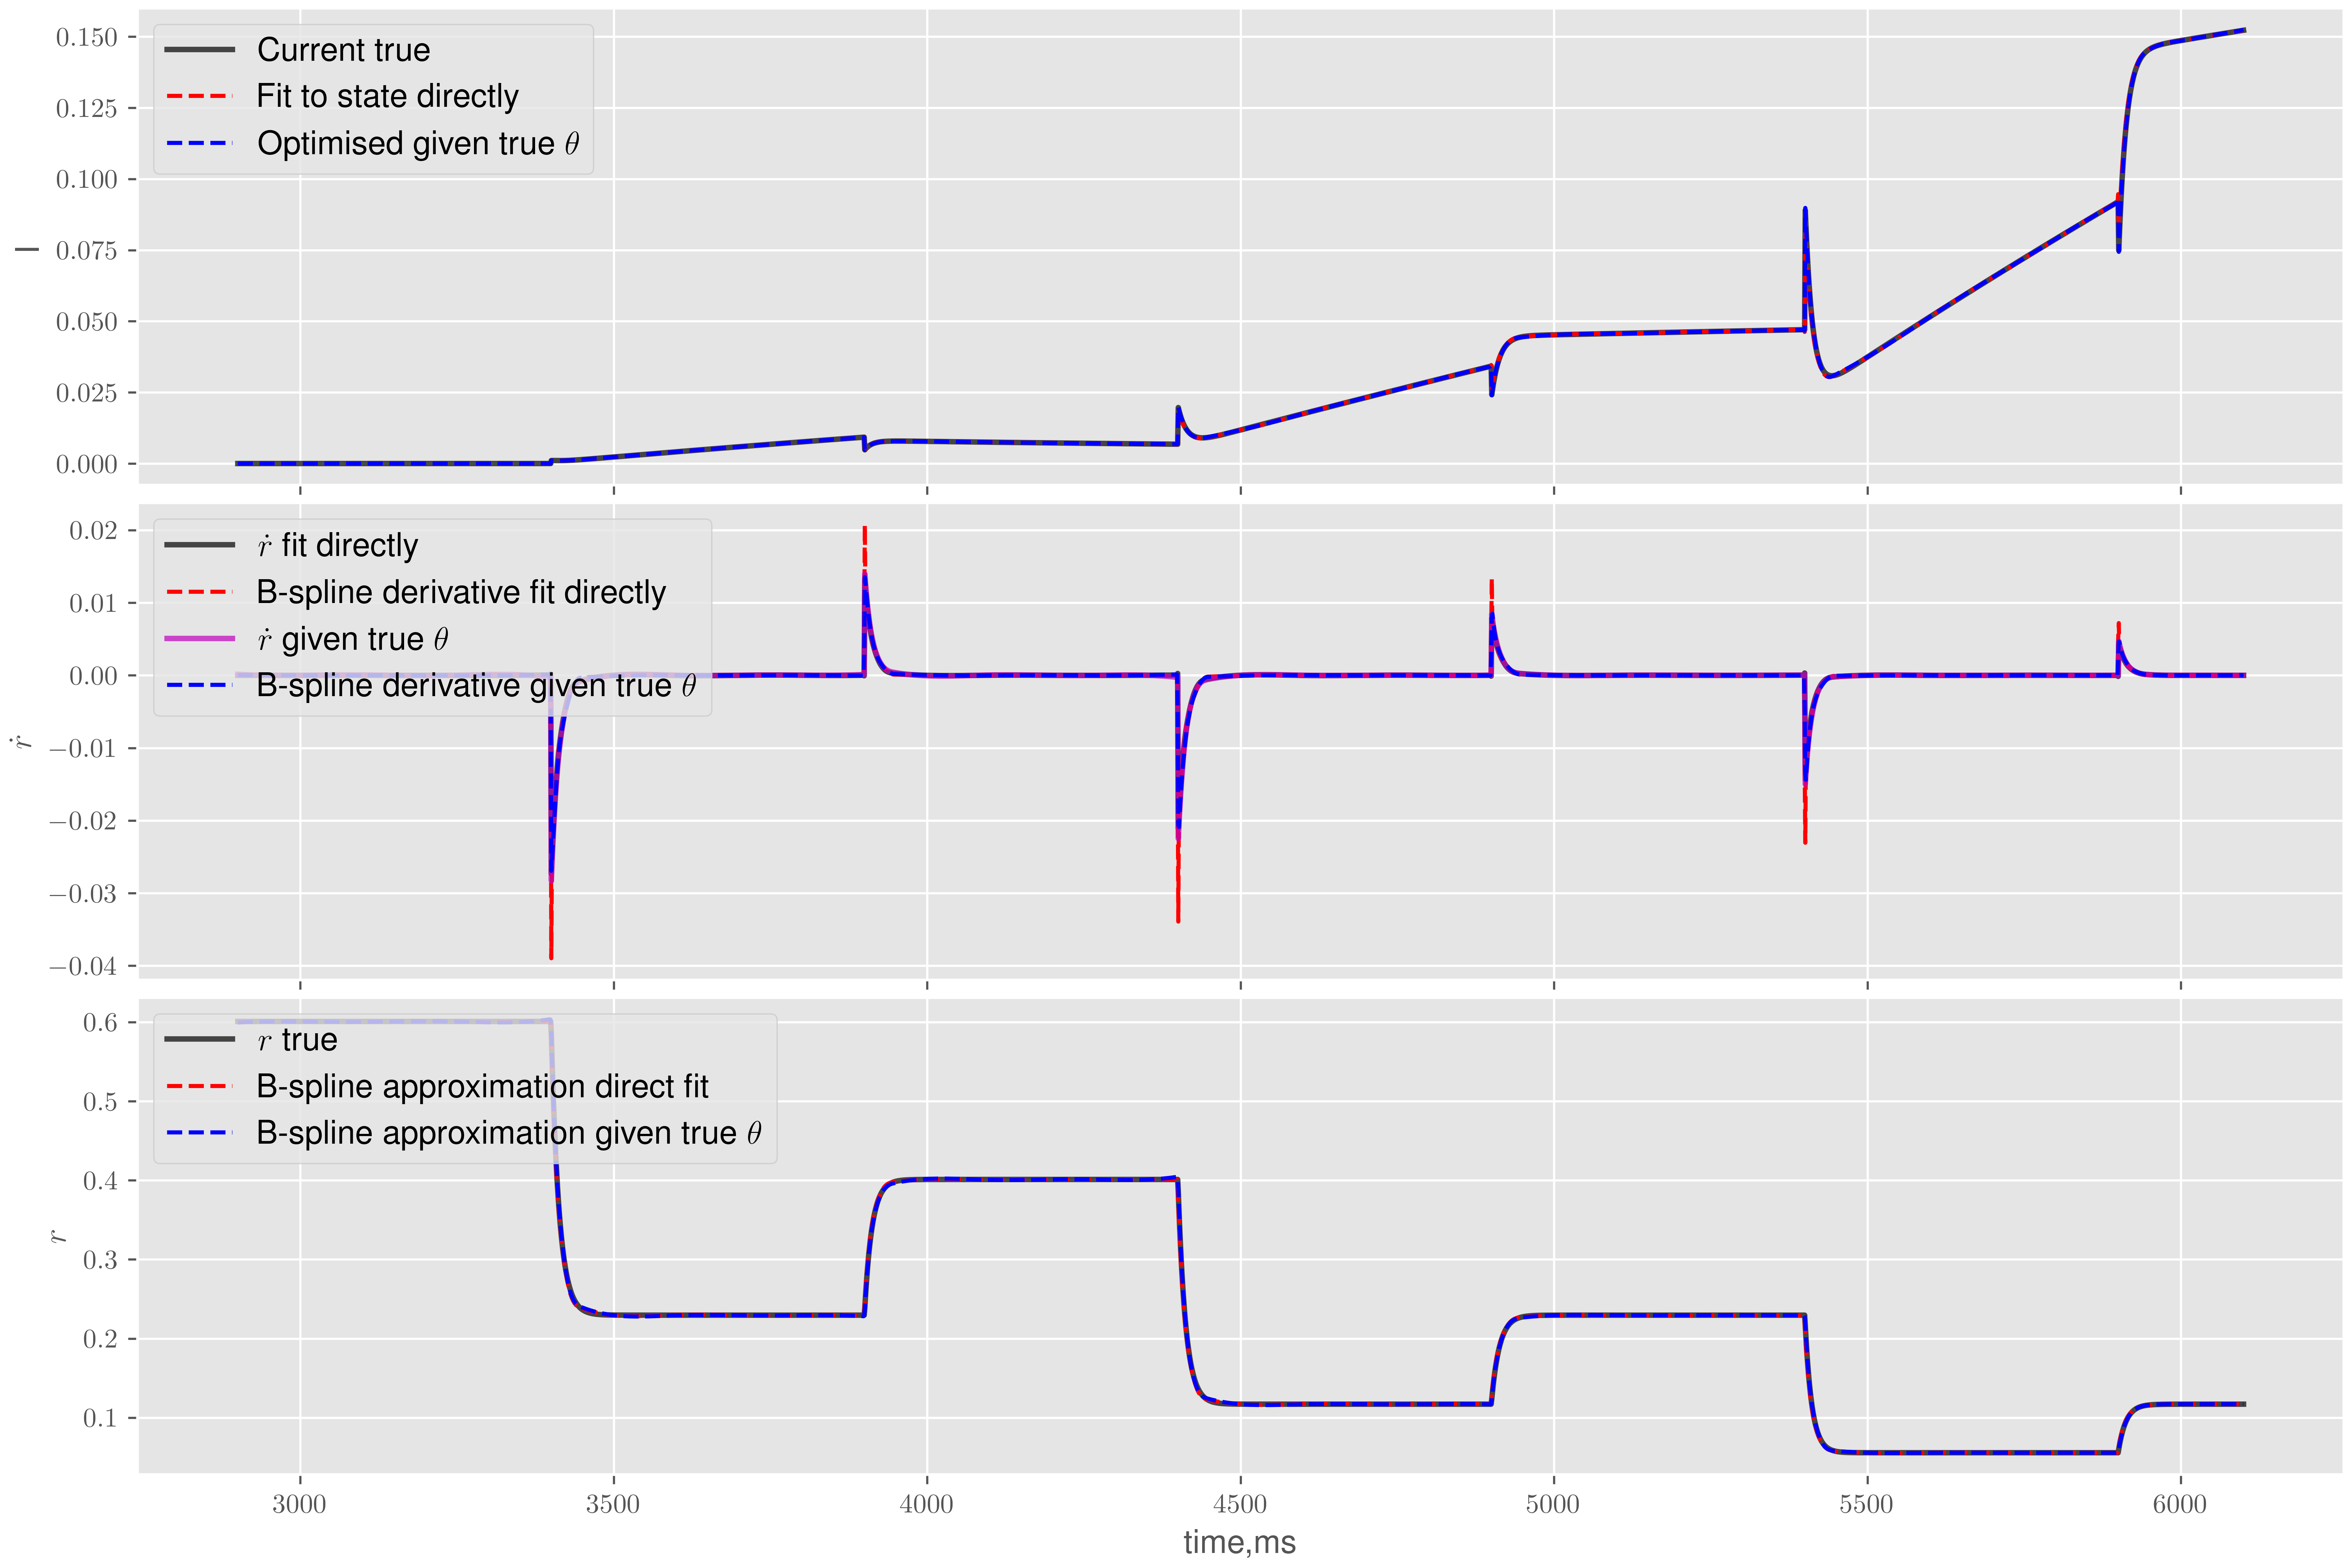 0.150
0.125
0.100
0.075
0.050
0.025
0.000
I
Current true
Fit to state directly
Optimised given true θ
0.02
0.01
0.00
−0.01
−0.02
−0.03
−0.04
ṙ
ṙ fit directly
B-spline derivative fit directly
ṙ given true θ
B-spline derivative given true θ
0.6
0.5
0.4
0.3
0.2
0.1
r
r true
B-spline approximation direct fit
B-spline approximation given true θ
3000 3500 4000 4500 5000 5500 6000
time,ms